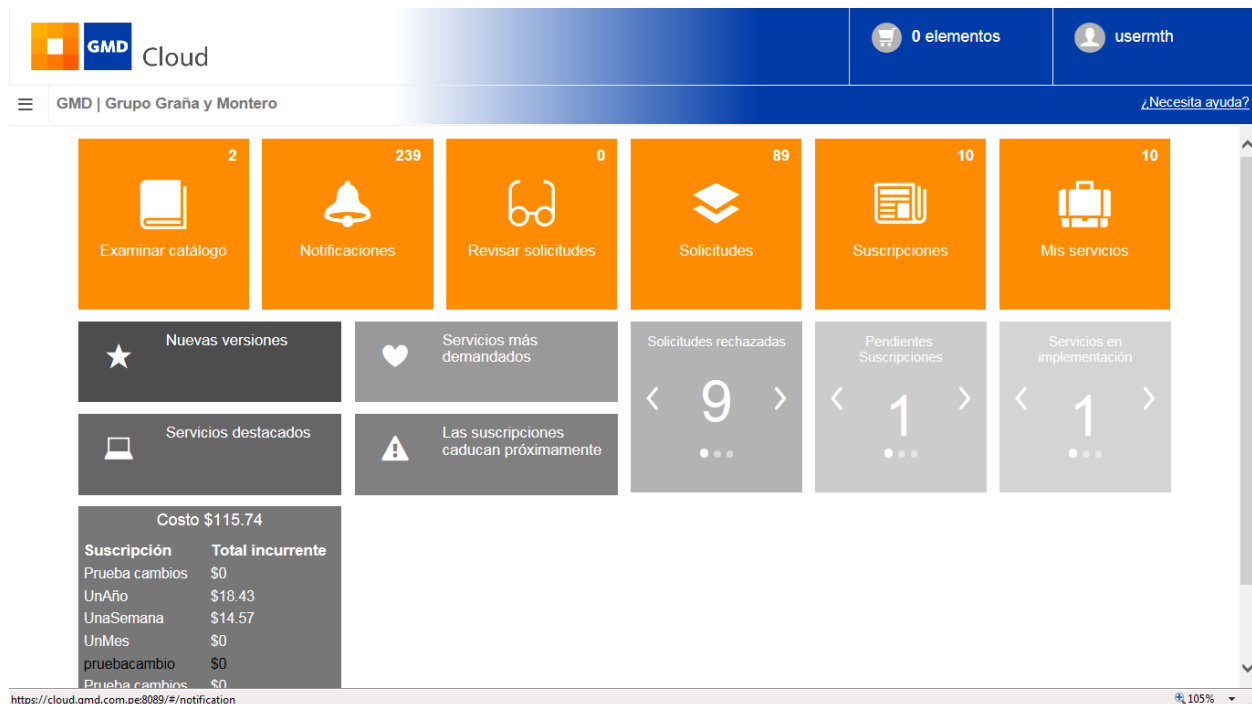 GMD Cloud
0 elementos
usermth
GMD | Grupo Graña y Montero
¿Necesita ayuda?
2
Examinar catálogo
239
Notificaciones
0
Revisar solicitudes
89
Solicitudes
10
Suscripciones
10
Mis servicios
Nuevas versiones
Servicios más
demandados
Solicitudes rechazadas
9
Pendientes
Suscripciones
1
Servicios en
implementación
1
Servicios destacados
Las suscripciones
caducan próximamente
Costo $115.74
Suscripción Total incurrente
Prueba cambios $0
UnAño $18.43
UnaSemana $14.57
UnMes $0
pruebacambio $0
Prueba cambios $0
https://cloud.gmd.com.pe:8089/#/notification
105%